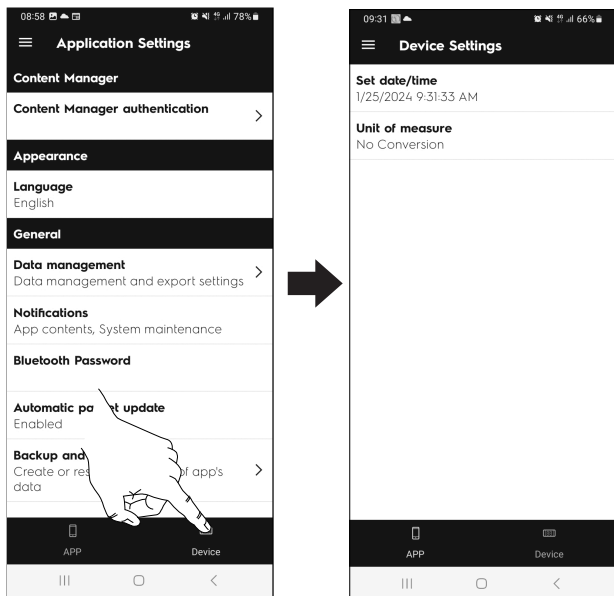 08:58 4G 78%
Application Settings
Content Manager
Content Manager authentication
Appearance
Language
English
General
Data management
Data management and export settings
Notifications
App contents, System maintenance
Bluetooth Password
Automatic pa et update
Enabled
Backup and
Create or res of app's
data
APP Device
09:31 4G 66%
Device Settings
Set date/time
1/25/2024 9:31:33 AM
Unit of measure
No Conversion
APP Device